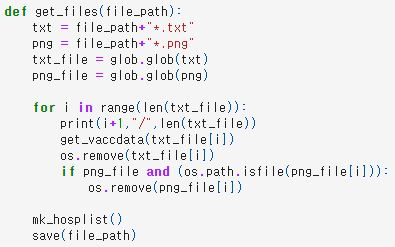 def get_files(file_path):
    txt = file_path+"*.txt"
    png = file_path+"*.png"
    txt_file = glob.glob(txt)
    png_file = glob.glob(png)

    for i in range(len(txt_file)):
        print(i+1,"/",len(txt_file))
        get_vaccdata(txt_file[i])
        os.remove(txt_file[i])
        if png_file and (os.path.isfile(png_file[i])):
            os.remove(png_file[i])

    mk_hosplist()
    save(file_path)